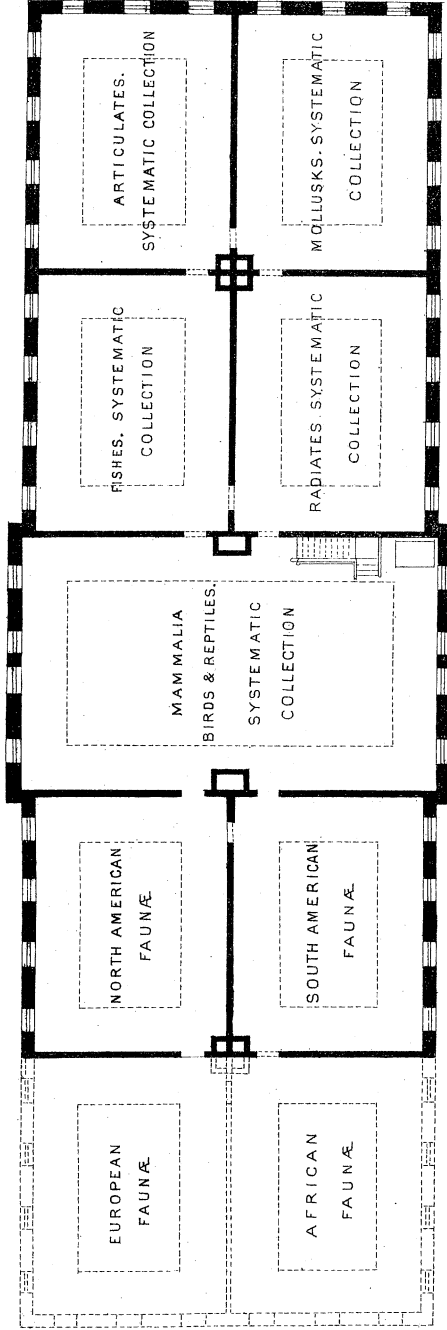 EUROPEAN
FAUNÆ.
NORTH AMERICAN
FAUNÆ.
MAMMALIA
BIRDS & REPTILES.
SYSTEMATIC
COLLECTION
FISHES. SYSTEMATIC
COLLECTION
ARTICULATES.
SYSTEMATIC COLLECTION
AFRICAN
FAUNÆ.
SOUTH AMERICAN
FAUNÆ.
RADIATES. SYSTEMATIC
COLLECTION
MOLLUSKS. SYSTEMATIC
COLLECTION